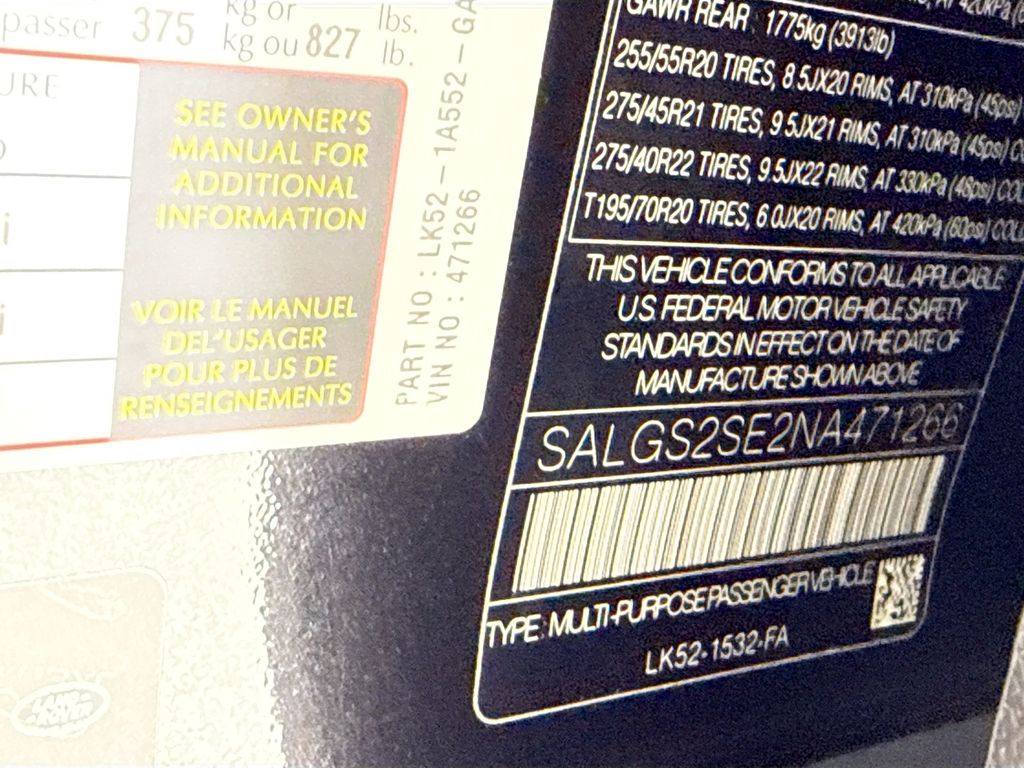 passer 375 kg or lbs.
kg ou 827 lb.
URE
SEE OWNER'S
MANUAL FOR
ADDITIONAL
INFORMATION
VOIR LE MANUEL
DEL'USAGER
POUR PLUS DE
RENSEIGNEMENTS
PART NO : LK52-1A552-GA
VIN NO : 471266
LAND
ROVER
GAWR REAR 1775kg (3913lb)
255/55R20 TIRES, 8.5JX20 RIMS, AT 310kPa (45psi)
275/45R21 TIRES, 9.5JX21 RIMS, AT 310kPa (45psi)
275/40R22 TIRES, 9.5JX22 RIMS, AT 330kPa (48psi) COL
T195/70R20 TIRES, 6.0JX20 RIMS, AT 420kPa (60psi) COL
THIS VEHICLE CONFORMS TO ALL APPLICABLE
U.S. FEDERAL MOTOR VEHICLE SAFETY
STANDARDS IN EFFECT ON THE DATE OF
MANUFACTURE SHOWN ABOVE
SALGS2SE2NA471266
TYPE: MULTI-PURPOSE PASSENGER VEHICLE
LK52-1532-FA